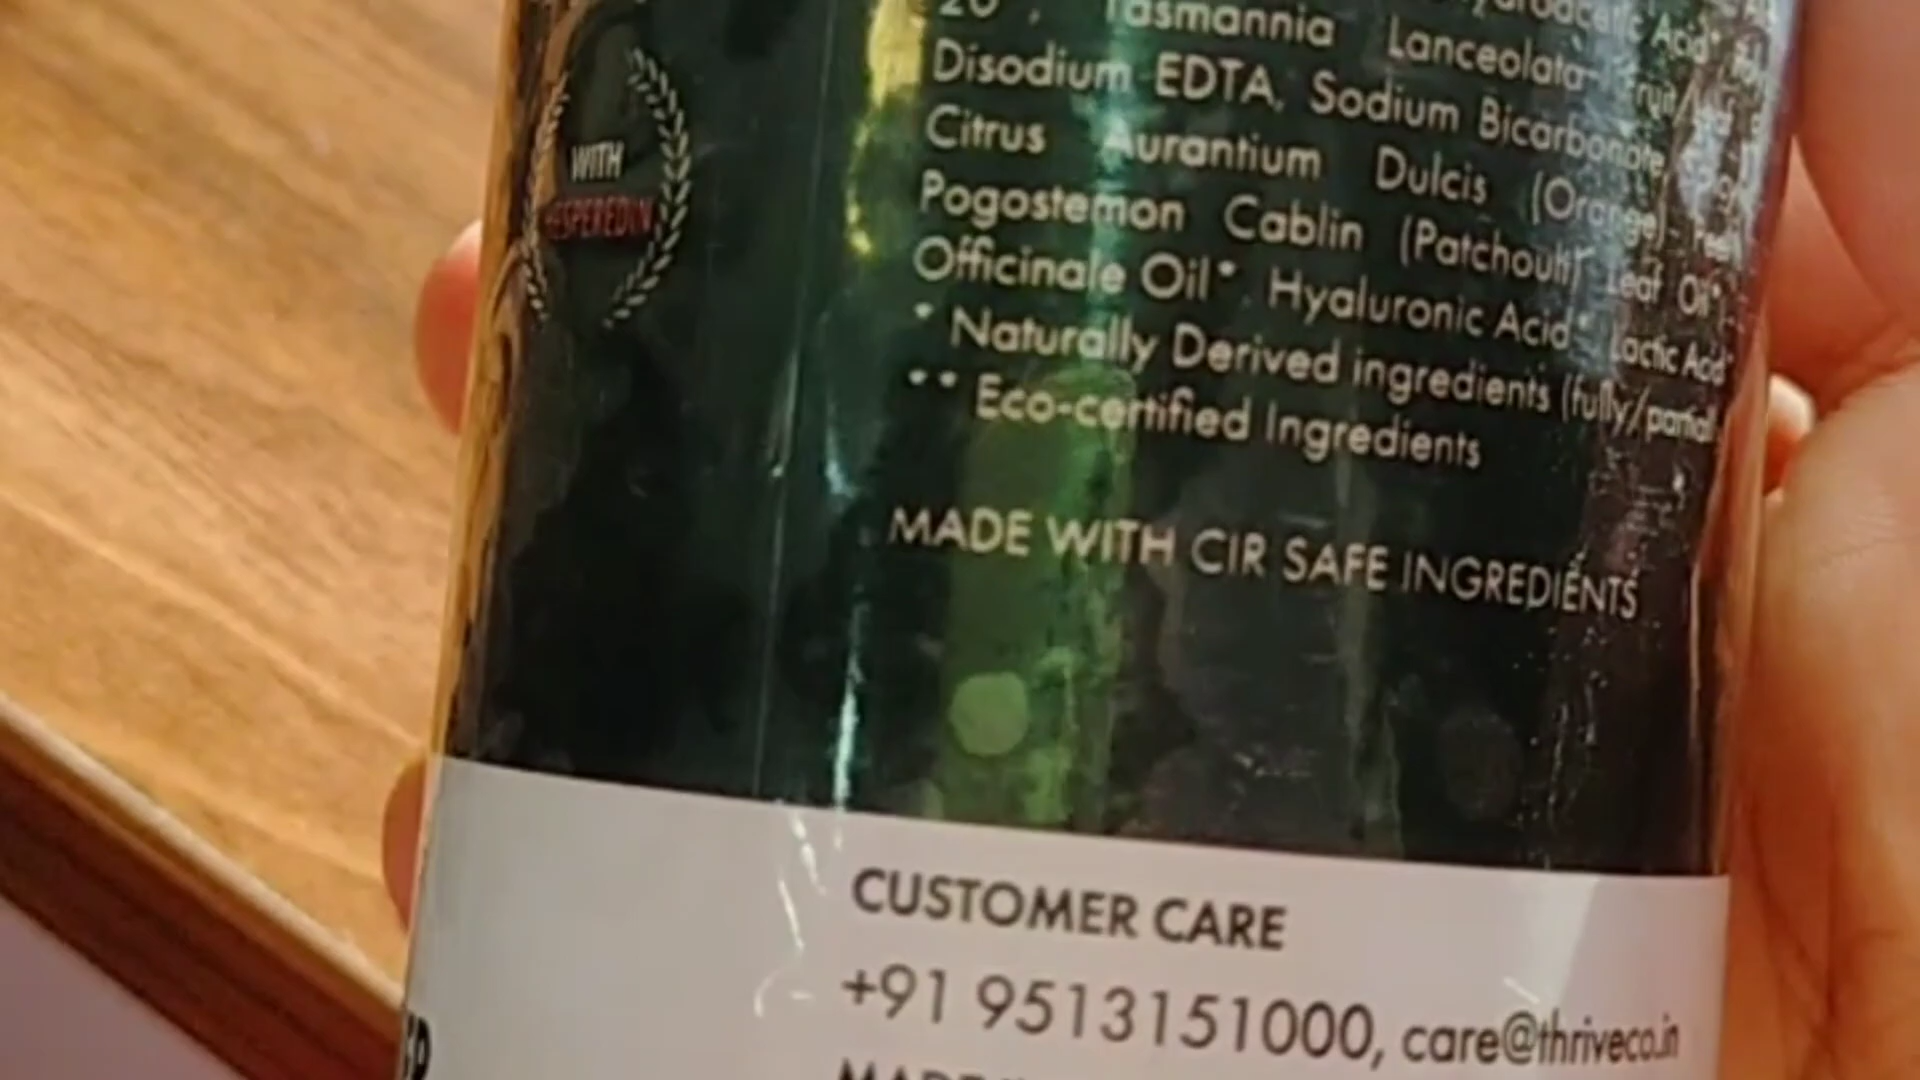 WITH
20*, Tasmannia Lanceolata Fruit/
Disodium EDTA, Sodium Bicarbonate,
Citrus Aurantium Dulcis (Orange) Peel
Pogostemon Cablin (Patchouli) Leaf Oil*,
Officinale Oil* Hyaluronic Acid*, Lactic Acid*
* Naturally Derived ingredients (fully/partial
** Eco-certified Ingredients
MADE WITH CIR SAFE INGREDIENTS
CUSTOMER CARE
+91 9513151000, care@thriveco.in